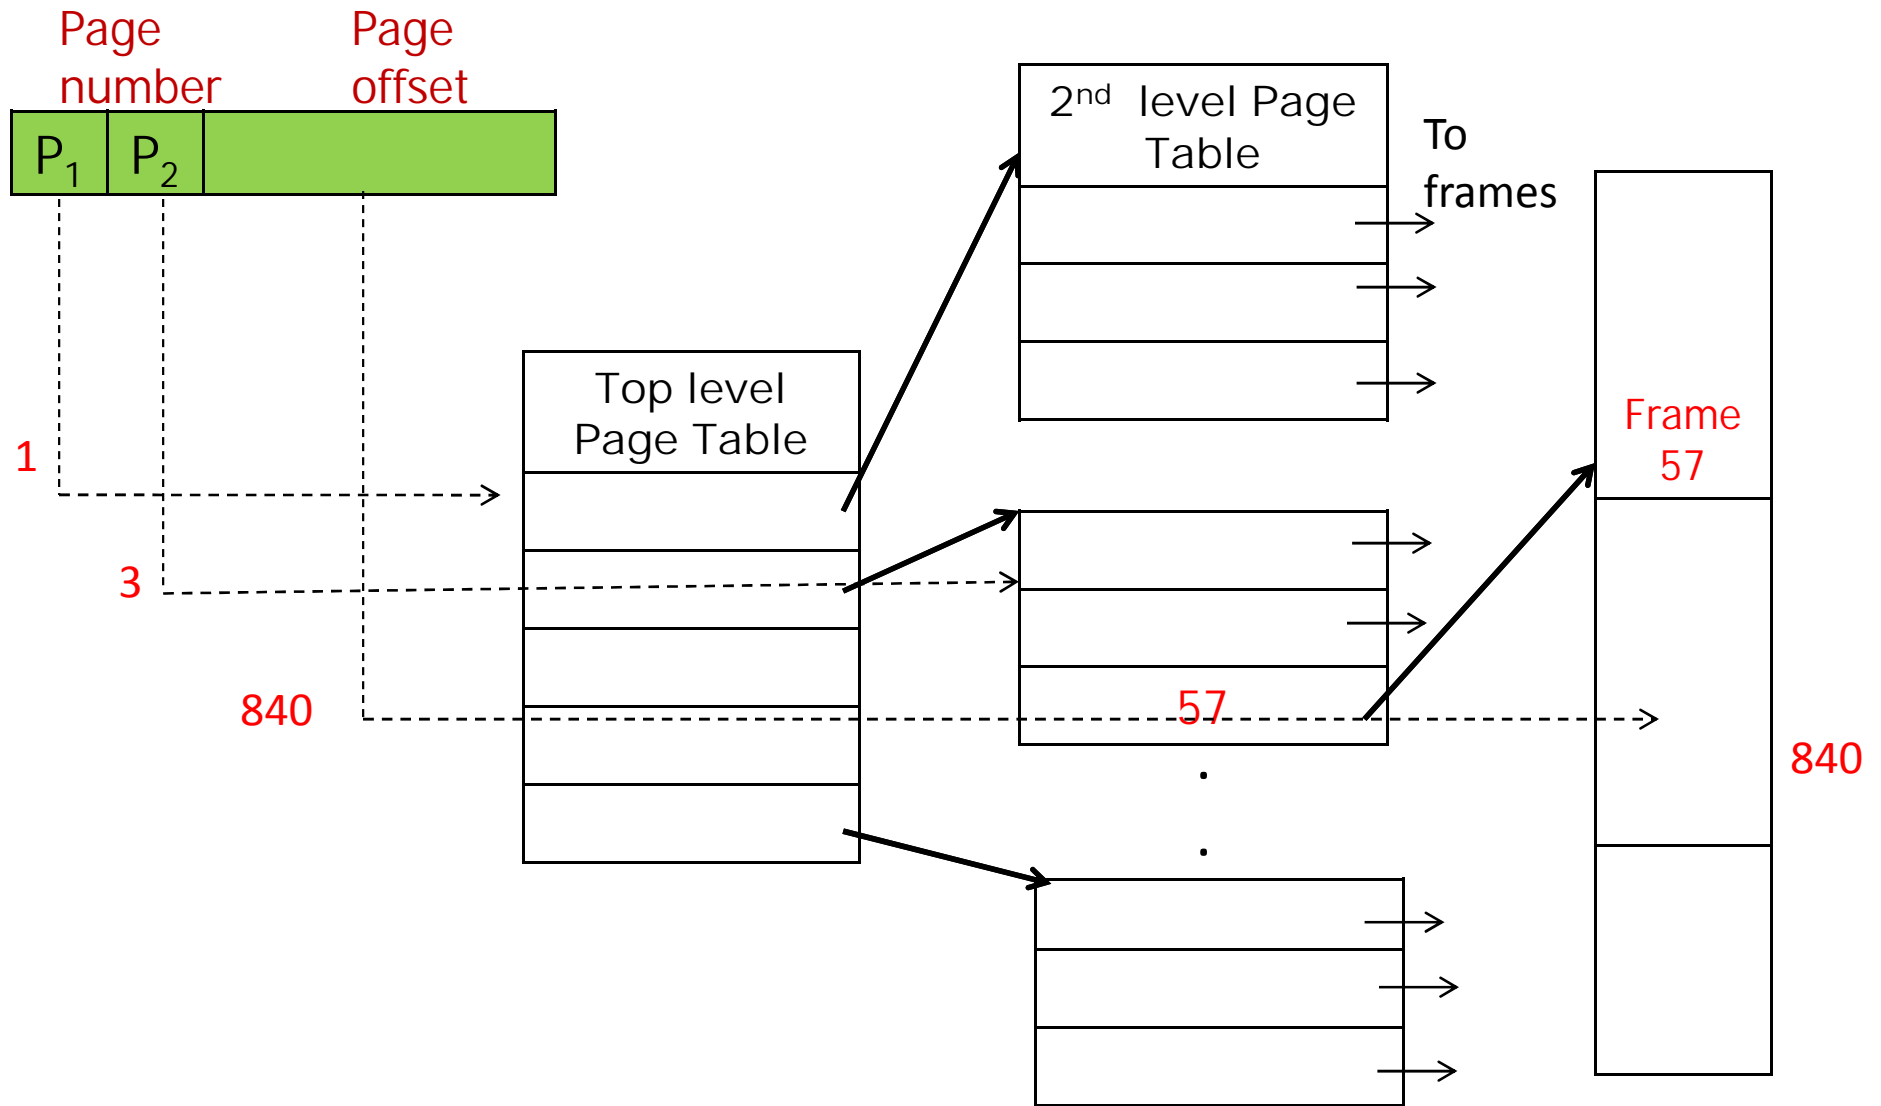 Page
number
Page
offset
P₁
P₂
2ⁿᵈ level Page
Table
To
frames
Top level
Page Table
Frame
57
1
3
840
57
840
.
.